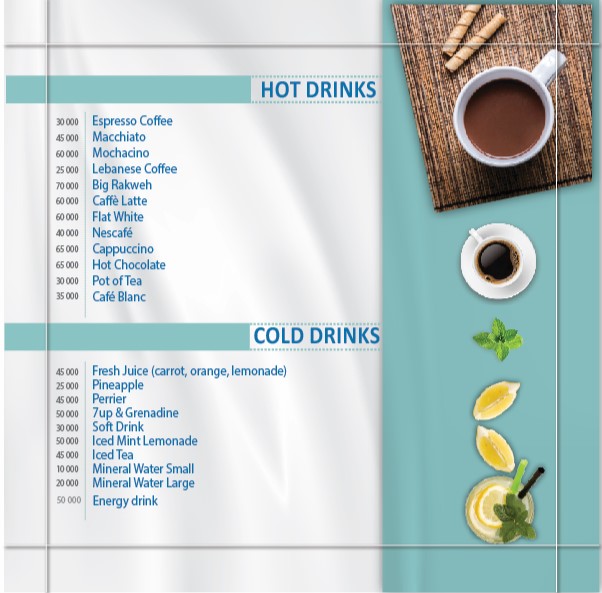 HOT DRINKS
30 000 Espresso Coffee
45 000 Macchiato
60 000 Mochacino
25 000 Lebanese Coffee
70 000 Big Rakweh
60 000 Caffè Latte
60 000 Flat White
40 000 Nescafé
65 000 Cappuccino
65 000 Hot Chocolate
30 000 Pot of Tea
35 000 Café Blanc
COLD DRINKS
45 000 Fresh Juice (carrot, orange, lemonade)
25 000 Pineapple
45 000 Perrier
50 000 7up & Grenadine
30 000 Soft Drink
50 000 Iced Mint Lemonade
45 000 Iced Tea
10 000 Mineral Water Small
20 000 Mineral Water Large
50 000 Energy drink